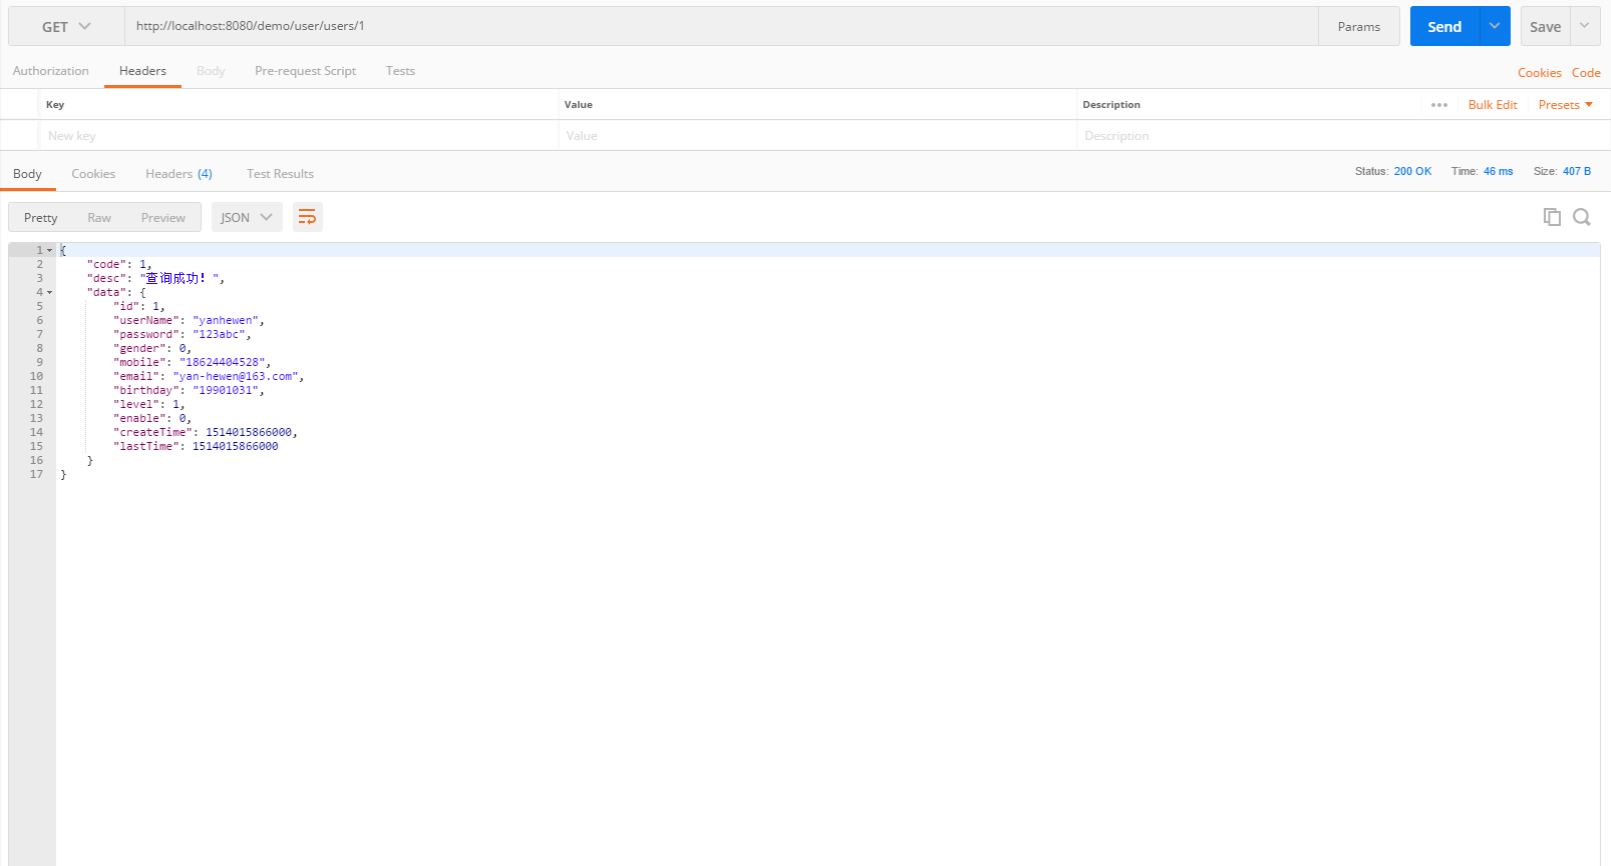 GET http://localhost:8080/demo/user/users/1 Params Send Save
Authorization Headers Body Pre-request Script Tests Cookies Code
Key Value Description ••• Bulk Edit Presets
New key Value Description
Body Cookies Headers (4) Test Results Status: 200 OK Time: 46 ms Size: 407 B
Pretty Raw Preview JSON
1 {
2 "code": 1,
3 "desc": "查询成功！",
4 "data": {
5 "id": 1,
6 "userName": "yanhewen",
7 "password": "123abc",
8 "gender": 0,
9 "mobile": "18624404528",
10 "email": "yan-hewen@163.com",
11 "birthday": "19901031",
12 "level": 1,
13 "enable": 0,
14 "createTime": 1514015866000,
15 "lastTime": 1514015866000
16 }
17 }